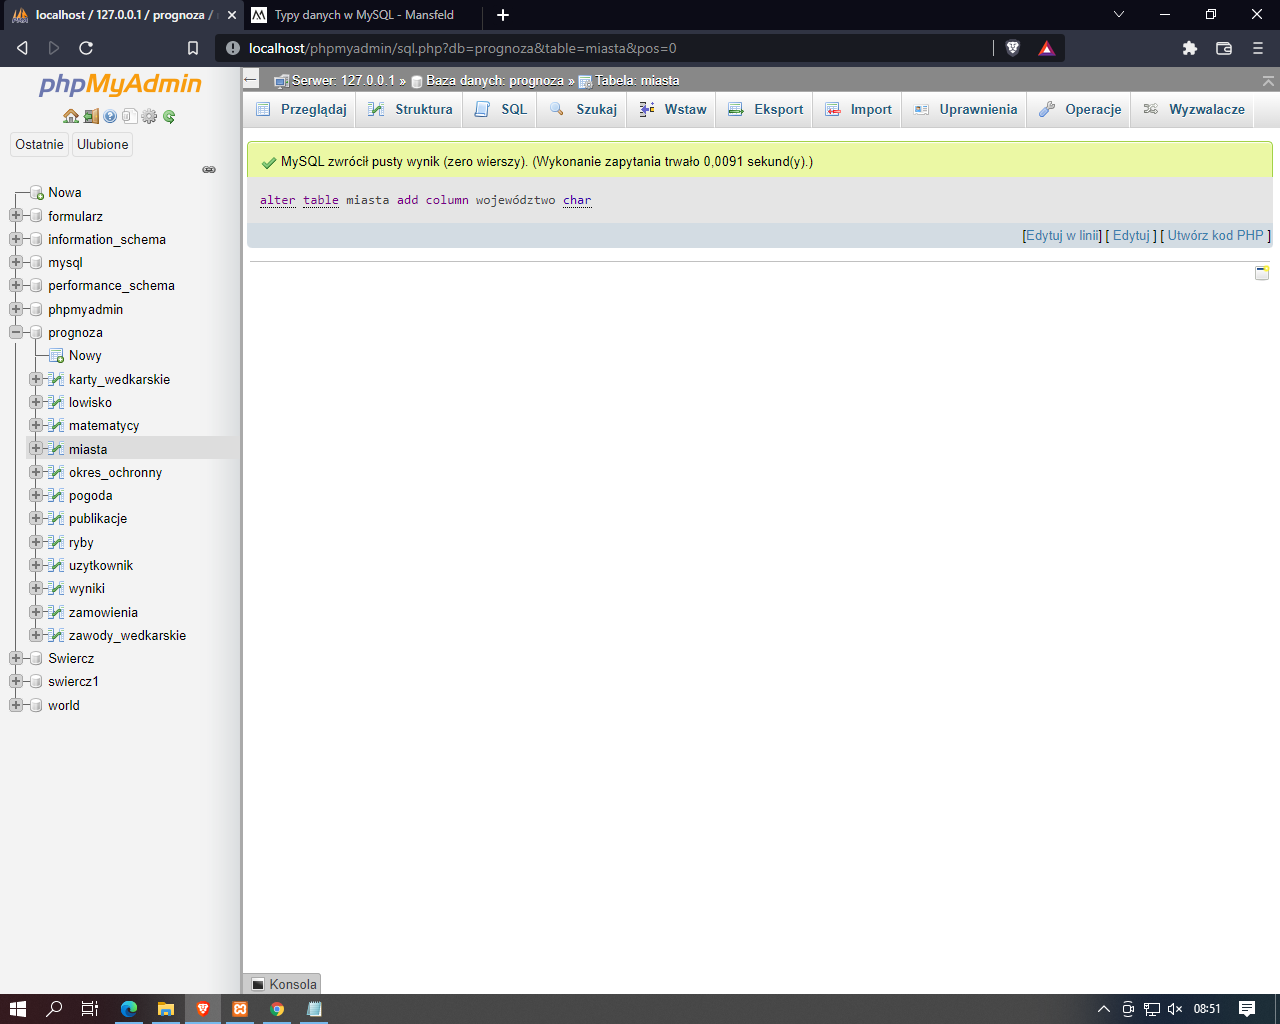 localhost / 127.0.0.1 / prognoza /
Typy danych w MySQL - Mansfeld
localhost/phpmyadmin/sql.php?db=prognoza&table=miasta&pos=0
phpMyAdmin
Ostatnie Ulubione
Nowa
formularz
information_schema
mysql
performance_schema
phpmyadmin
prognoza
Nowy
karty_wedkarskie
lowisko
matematycy
miasta
okres_ochronny
pogoda
publikacje
ryby
uzytkownik
wyniki
zamowienia
zawody_wedkarskie
Swiercz
swiercz1
world
Serwer: 127.0.0.1 » Baza danych: prognoza » Tabela: miasta
Przeglądaj Struktura SQL Szukaj Wstaw Eksport Import Uprawnienia Operacje Wyzwalacze
MySQL zwrócił pusty wynik (zero wierszy). (Wykonanie zapytania trwało 0,0091 sekund(y).)
alter table miasta add column województwo char
[Edytuj w linii] [ Edytuj ] [ Utwórz kod PHP ]
Konsola
08:51